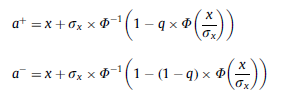 a⁺ = x + σₓ × Φ⁻¹(1 − q × Φ(x/σₓ))
a⁻ = x + σₓ × Φ⁻¹(1 − (1 − q) × Φ(x/σₓ))